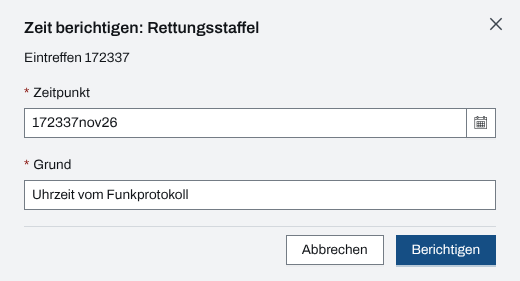 Zeit berichtigen: Rettungsstaffel
Eintreffen 172337
* Zeitpunkt
172337nov26
* Grund
Uhrzeit vom Funkprotokoll
Abbrechen Berichtigen